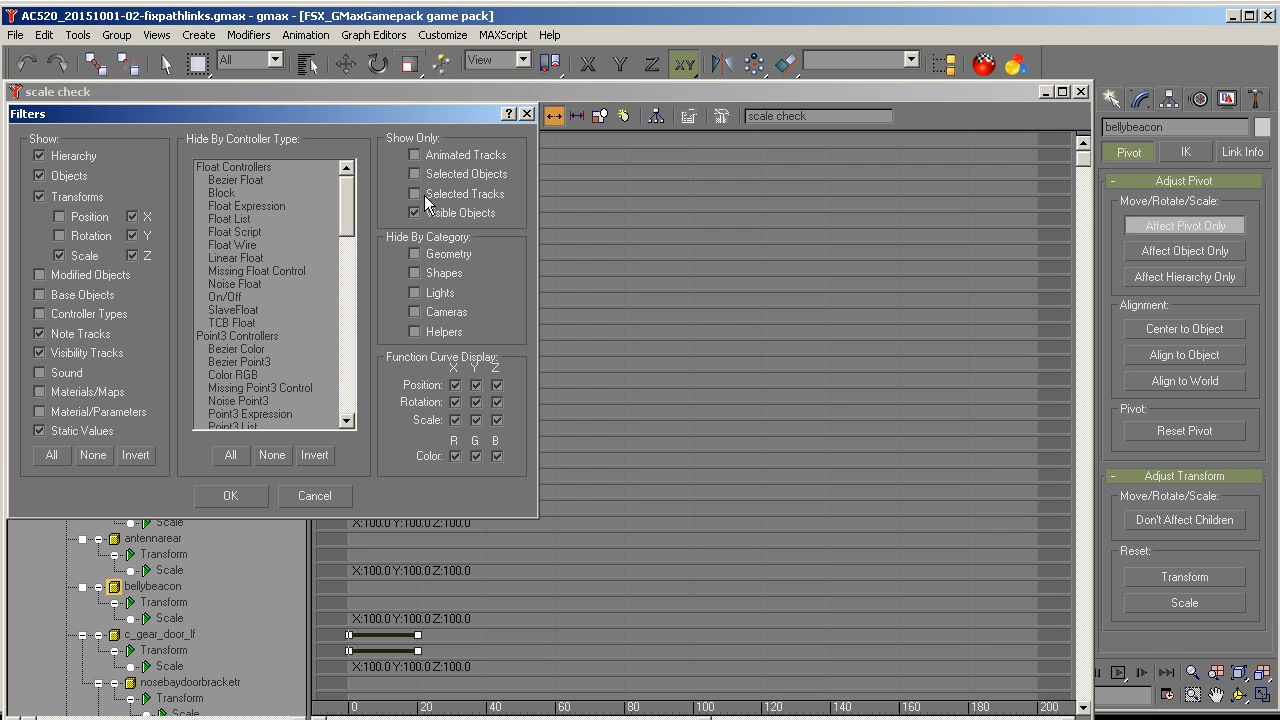 AC520_20151001-02-fixpathlinks.gmax - gmax - [FSX_GMaxGamepack game pack]
File Edit Tools Group Views Create Modifiers Animation Graph Editors Customize MAXScript Help
All
View
X Y Z XY
scale check
Filters
scale check
Show:
Hierarchy
Objects
Transforms
Position X
Rotation Y
Scale Z
Modified Objects
Base Objects
Controller Types
Note Tracks
Visibility Tracks
Sound
Materials/Maps
Material/Parameters
Static Values
All None Invert
Hide By Controller Type:
Float Controllers
Bezier Float
Block
Float Expression
Float List
Float Script
Float Wire
Linear Float
Missing Float Control
Noise Float
On/Off
SlaveFloat
TCB Float
Point3 Controllers
Bezier Color
Bezier Point3
Color RGB
Missing Point3 Control
Noise Point3
Point3 Expression
Point3 List
All None Invert
Show Only:
Animated Tracks
Selected Objects
Selected Tracks
Visible Objects
Hide By Category:
Geometry
Shapes
Lights
Cameras
Helpers
Function Curve Display:
X Y Z
Position:
Rotation:
Scale:
R G B
Color:
OK Cancel
Scale X:100.0 Y:100.0 Z:100.0
antennarear
Transform
Scale X:100.0 Y:100.0 Z:100.0
bellybeacon
Transform
Scale X:100.0 Y:100.0 Z:100.0
c_gear_door_lf
Transform
Scale X:100.0 Y:100.0 Z:100.0
nosebaydoorbracketr
Transform
Scale
0 20 40 60 80 100 120 140 160 180 200
bellybeacon
Pivot IK Link Info
- Adjust Pivot
Move/Rotate/Scale:
Affect Pivot Only
Affect Object Only
Affect Hierarchy Only
Alignment:
Center to Object
Align to Object
Align to World
Pivot:
Reset Pivot
- Adjust Transform
Move/Rotate/Scale:
Don't Affect Children
Reset:
Transform
Scale